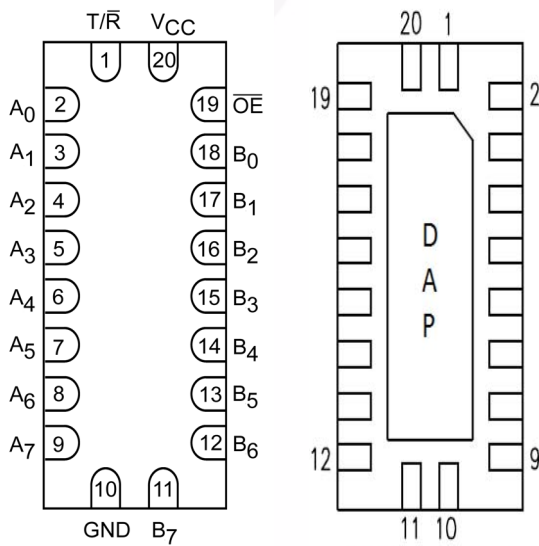 T/R̅ VCC
1 20
A0 2 19 O̅E̅
A1 3 18 B0
A2 4 17 B1
A3 5 16 B2
A4 6 15 B3
A5 7 14 B4
A6 8 13 B5
A7 9 12 B6
10 11
GND B7
20 1
19 2
D
A
P
12 9
11 10